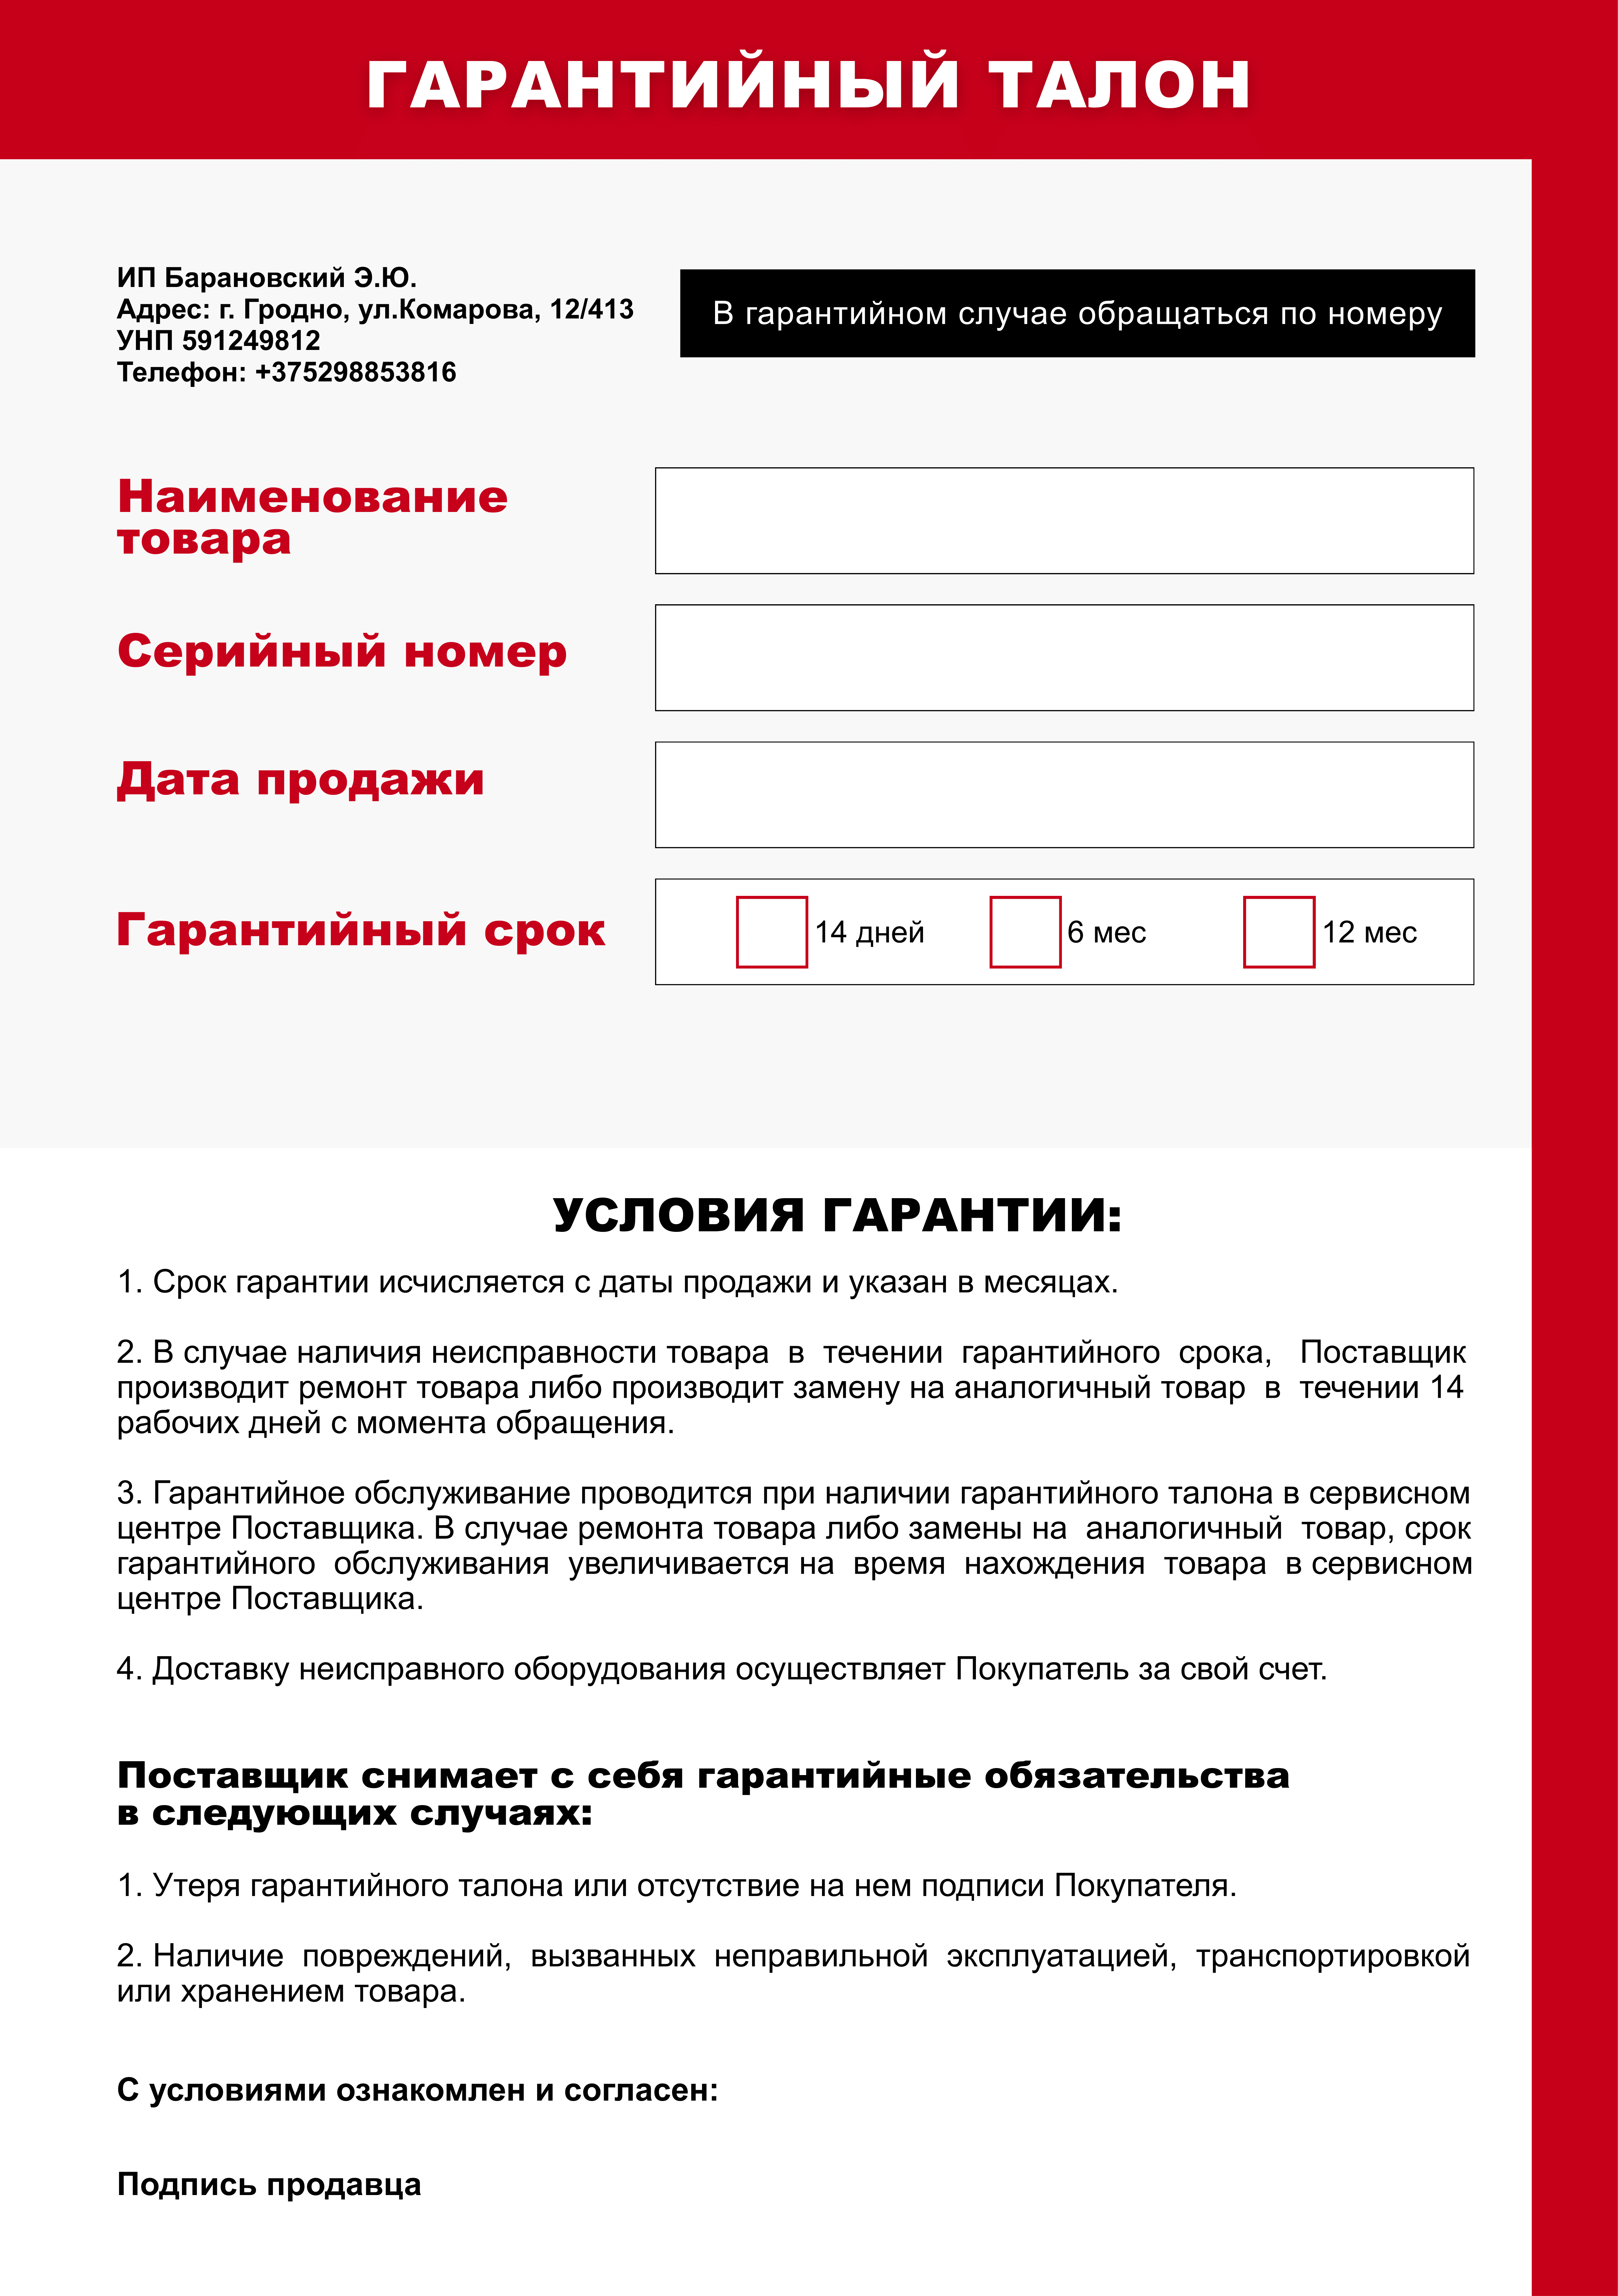 ГАРАНТИЙНЫЙ ТАЛОН
ИП Барановский Э.Ю.
Адрес: г. Гродно, ул.Комарова, 12/413
УНП 591249812
Телефон: +375298853816
В гарантийном случае обращаться по номеру
Наименование
товара
Серийный номер
Дата продажи
Гарантийный срок
14 дней
6 мес
12 мес
УСЛОВИЯ ГАРАНТИИ:
1. Срок гарантии исчисляется с даты продажи и указан в месяцах.
2. В случае наличия неисправности товара в течении гарантийного срока, Поставщик
производит ремонт товара либо производит замену на аналогичный товар в течении 14
рабочих дней с момента обращения.
3. Гарантийное обслуживание проводится при наличии гарантийного талона в сервисном
центре Поставщика. В случае ремонта товара либо замены на аналогичный товар, срок
гарантийного обслуживания увеличивается на время нахождения товара в сервисном
центре Поставщика.
4. Доставку неисправного оборудования осуществляет Покупатель за свой счет.
Поставщик снимает с себя гарантийные обязательства
в следующих случаях:
1. Утеря гарантийного талона или отсутствие на нем подписи Покупателя.
2. Наличие повреждений, вызванных неправильной эксплуатацией, транспортировкой
или хранением товара.
С условиями ознакомлен и согласен:
Подпись продавца